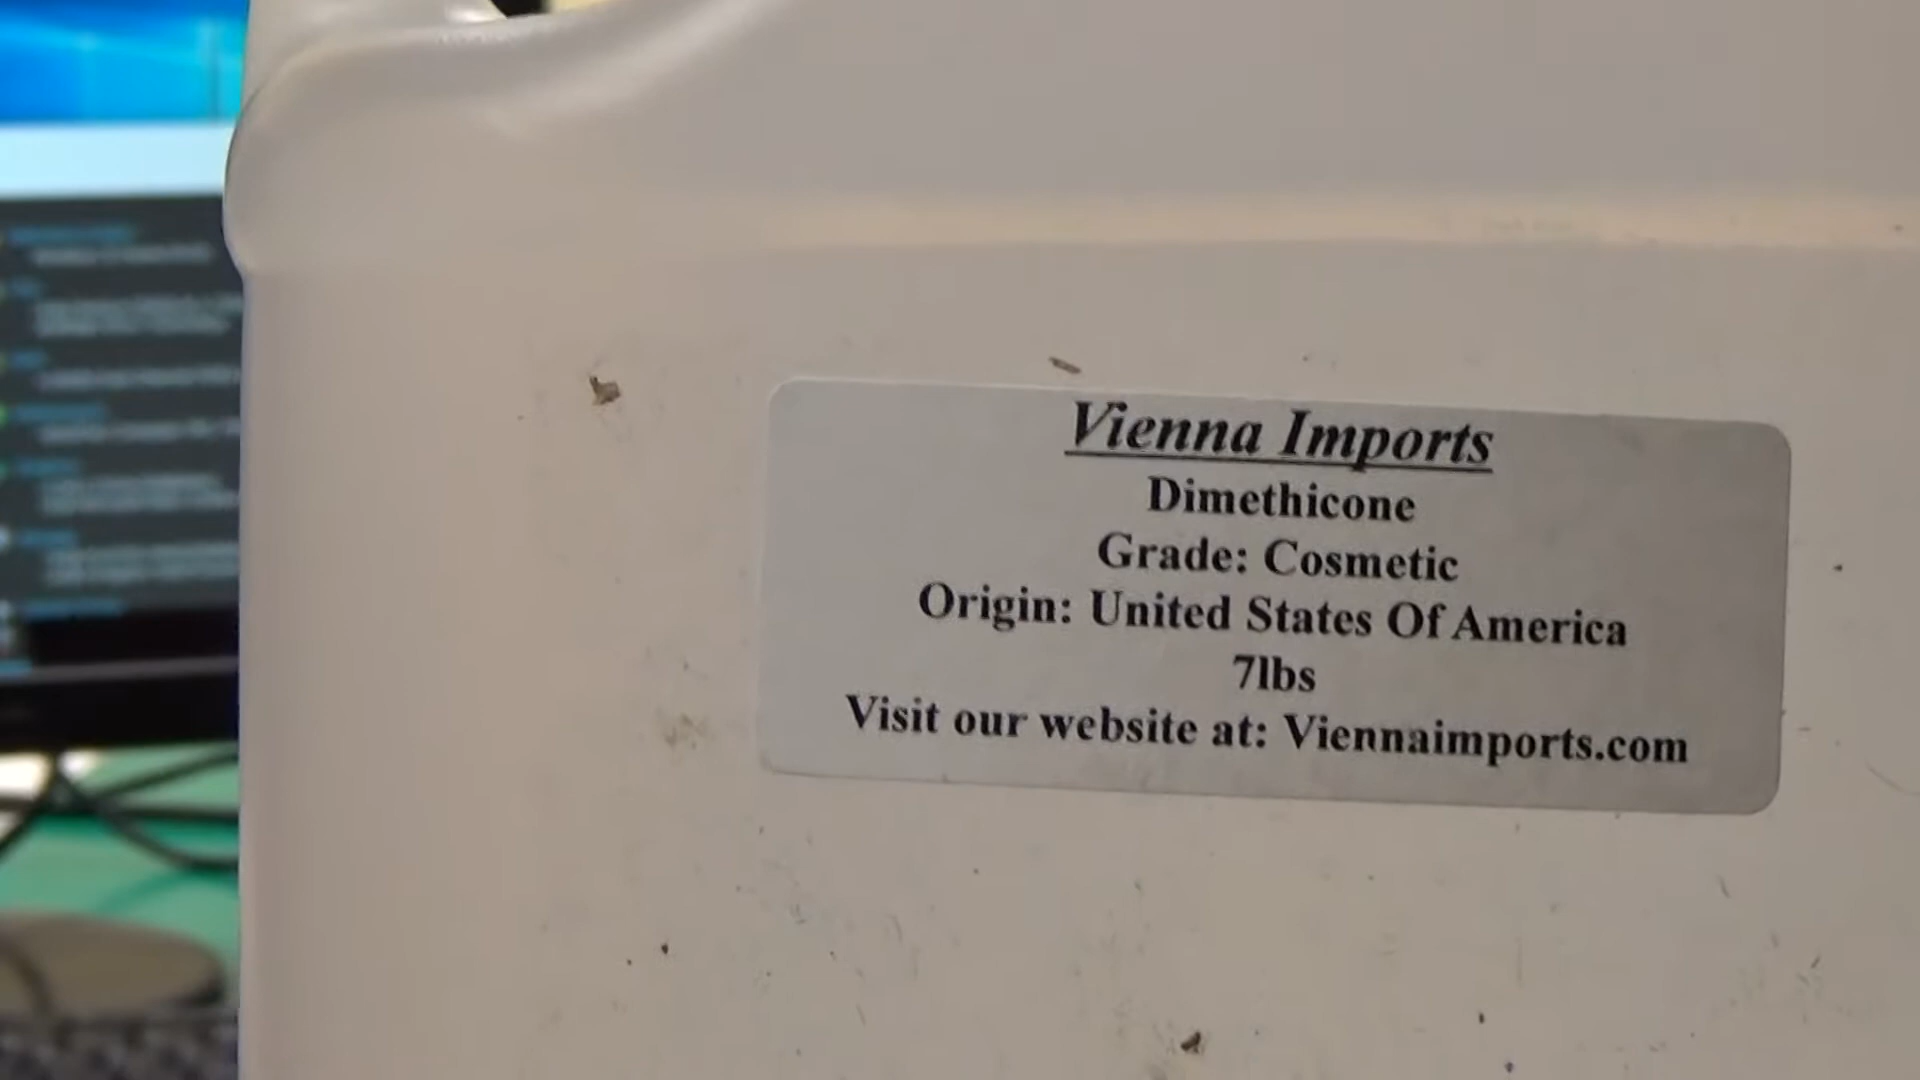 Vienna Imports
Dimethicone
Grade: Cosmetic
Origin: United States Of America
7lbs
Visit our website at: Viennaimports.com